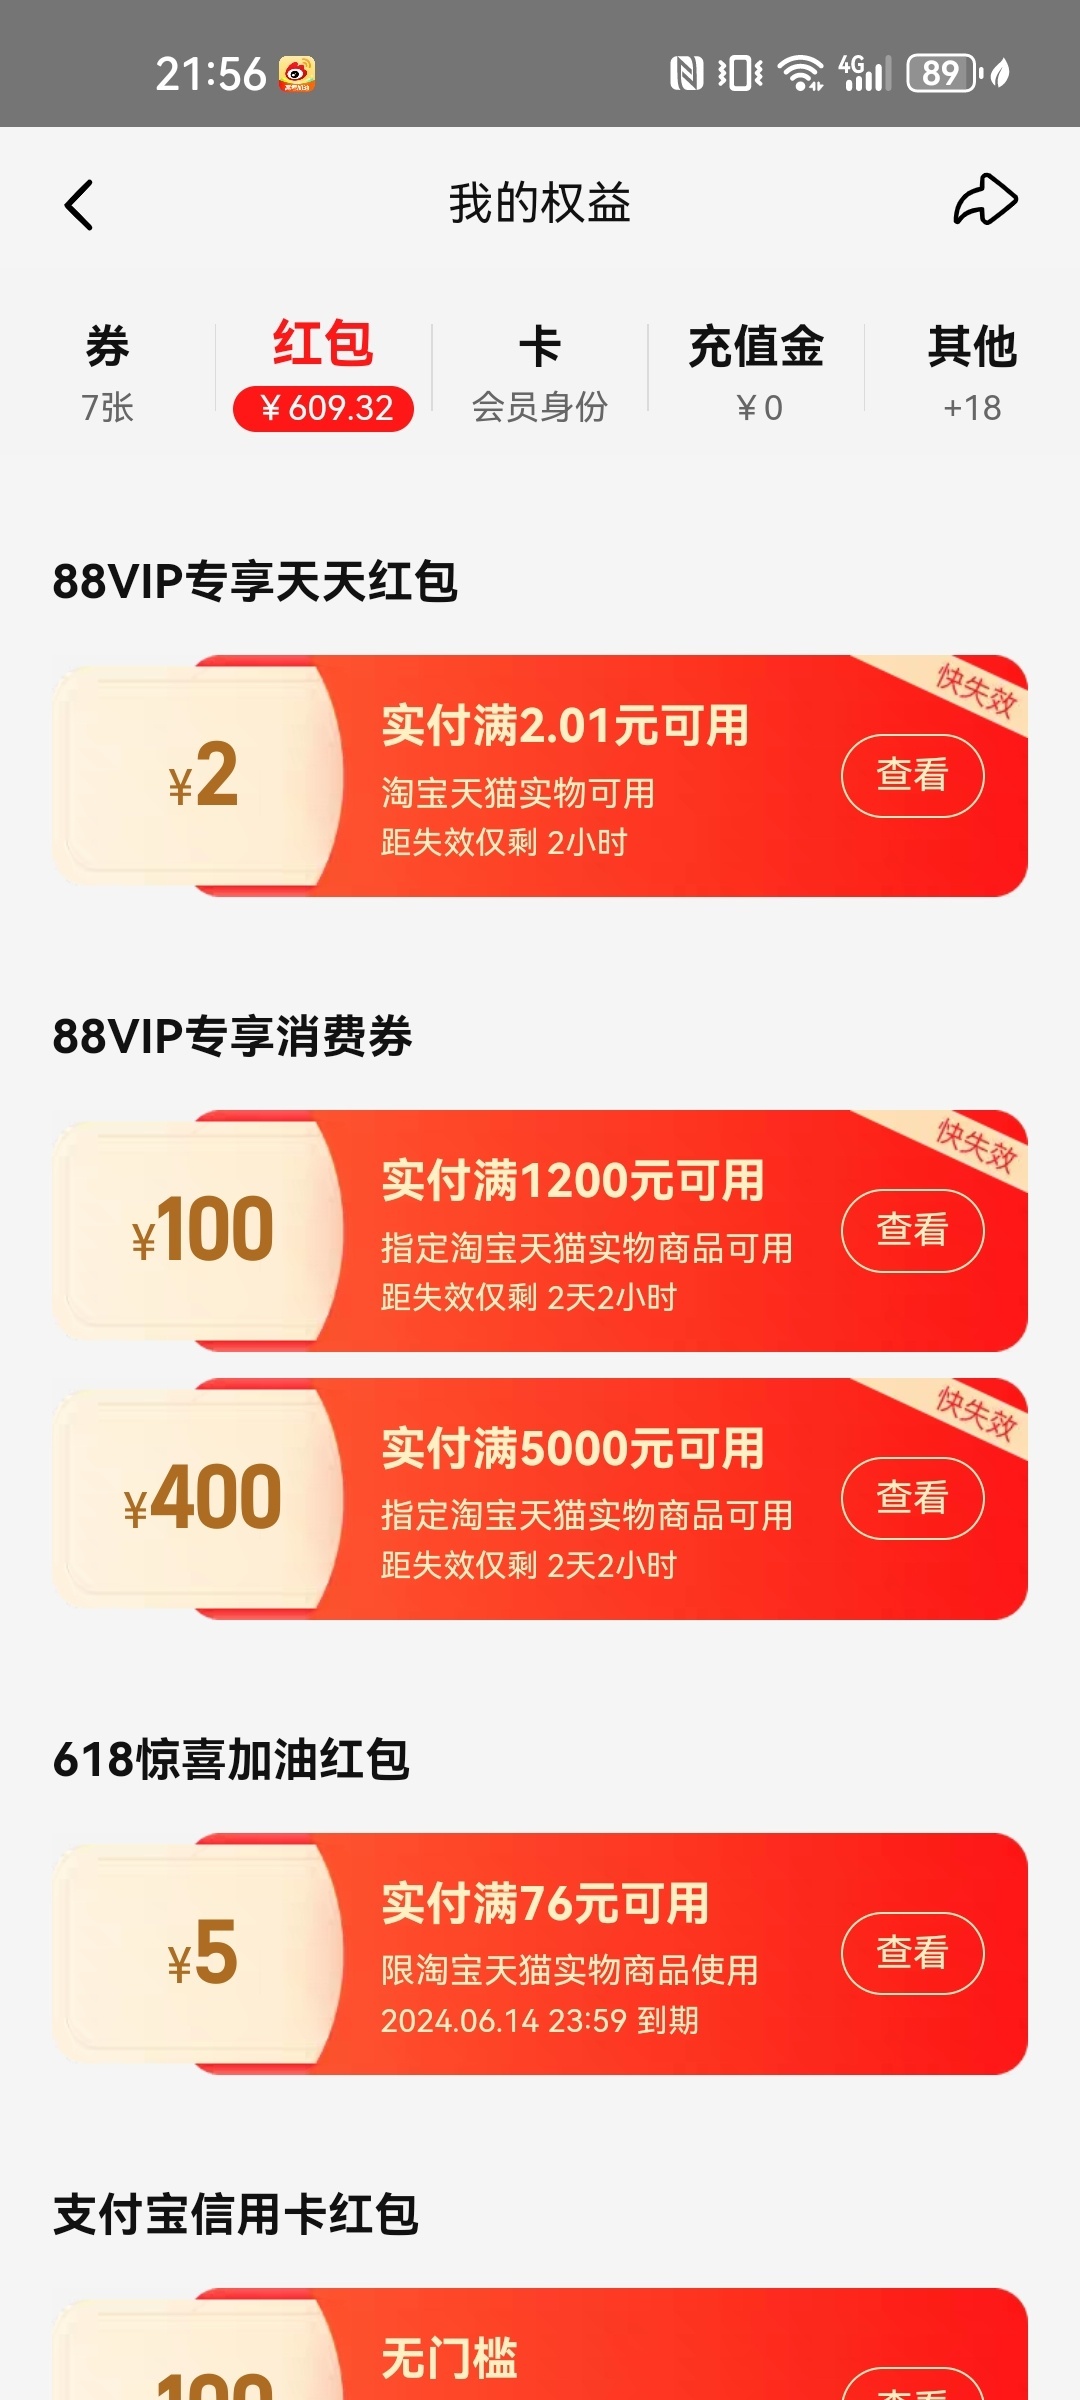 21:56
4G
89
我的权益
券
红包
卡
充值金
其他
7张
¥609.32
会员身份
¥0
+18
88VIP专享天天红包
快失效
¥2
实付满2.01元可用
淘宝天猫实物可用
距失效仅剩 2小时
查看
88VIP专享消费券
快失效
¥100
实付满1200元可用
指定淘宝天猫实物商品可用
距失效仅剩 2天2小时
查看
快失效
¥400
实付满5000元可用
指定淘宝天猫实物商品可用
距失效仅剩 2天2小时
查看
618惊喜加油红包
¥5
实付满76元可用
限淘宝天猫实物商品使用
2024.06.14 23:59 到期
查看
支付宝信用卡红包
100
无门槛
查看